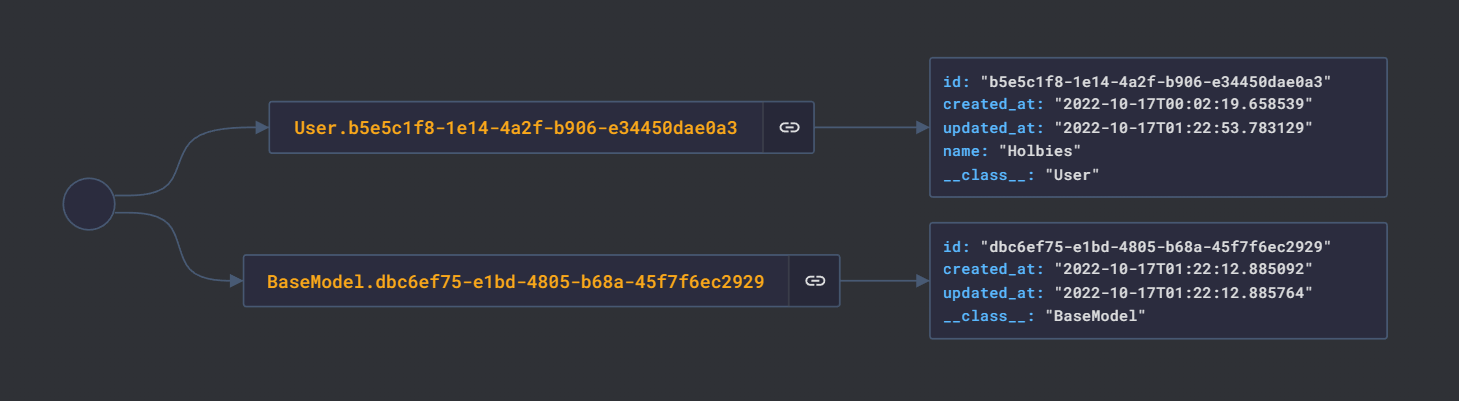 User.b5e5c1f8-1e14-4a2f-b906-e34450dae0a3
id: "b5e5c1f8-1e14-4a2f-b906-e34450dae0a3"
created_at: "2022-10-17T00:02:19.658539"
updated_at: "2022-10-17T01:22:53.783129"
name: "Holbies"
__class__: "User"
BaseModel.dbc6ef75-e1bd-4805-b68a-45f7f6ec2929
id: "dbc6ef75-e1bd-4805-b68a-45f7f6ec2929"
created_at: "2022-10-17T01:22:12.885092"
updated_at: "2022-10-17T01:22:12.885764"
__class__: "BaseModel"